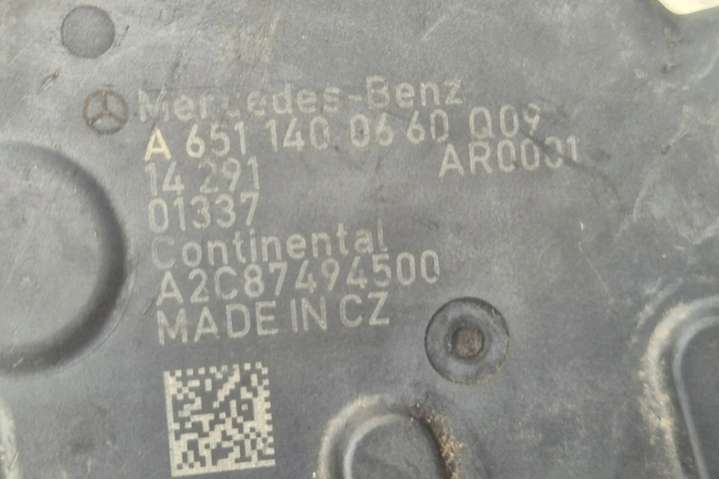 Mercedes-Benz
A 651 140 06 60 Q09
14 291 AR0001
01337
Continental
A2C87494500
MADE IN CZ